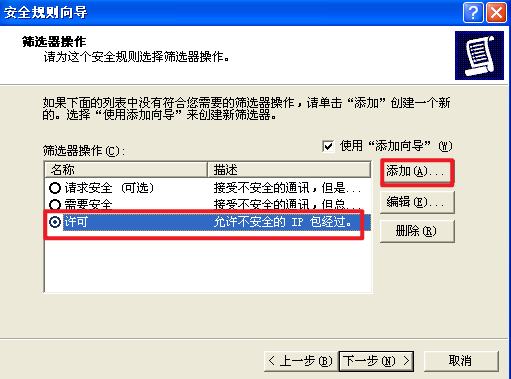 安全规则向导
筛选器操作
请为这个安全规则选择筛选器操作。
如果下面的列表中没有符合您需要的筛选器操作，请单击“添加”创建一个新
的。选择“使用添加向导”来创建新筛选器。
使用“添加向导” (W)
筛选器操作(C):
名称 描述
请求安全 (可选) 接受不安全的通讯，但是...
需要安全 接受不安全的通讯，但总...
许可 允许不安全的 IP 包经过。
添加(A)...
编辑(E)...
删除(R)
< 上一步(B) 下一步(N) > 取消